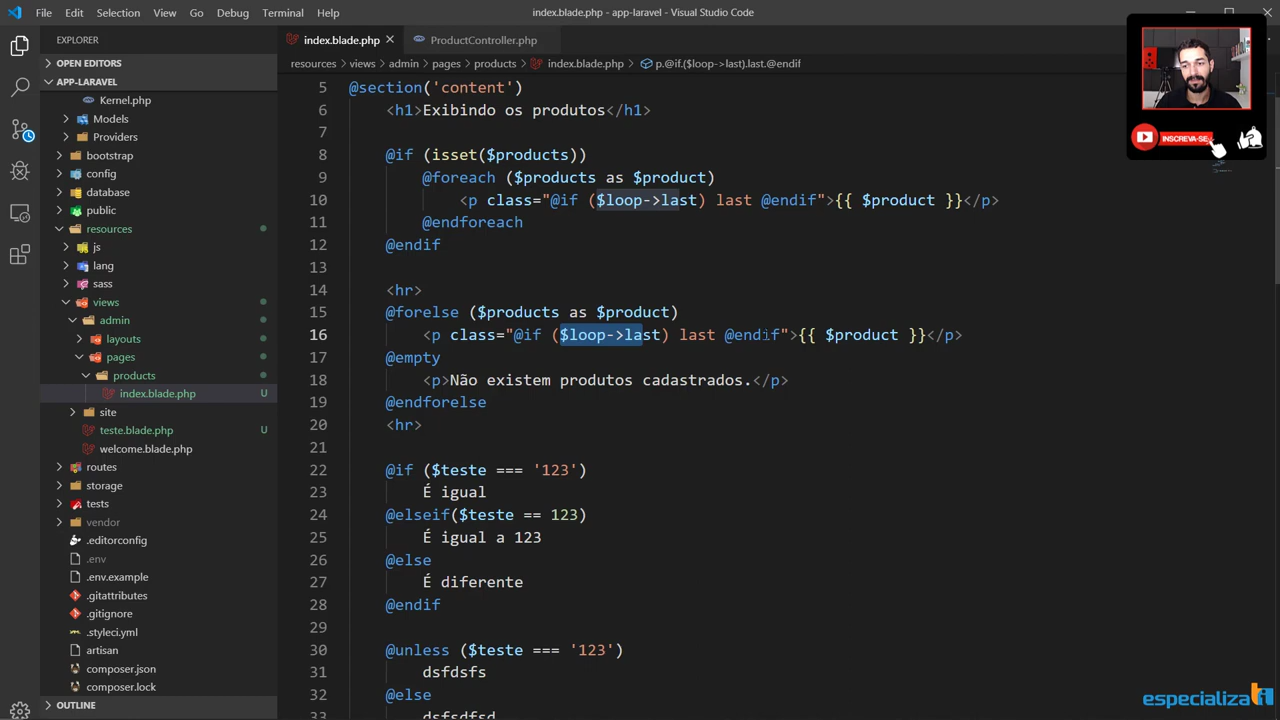 File Edit Selection View Go Debug Terminal Help
index.blade.php - app-laravel - Visual Studio Code
EXPLORER
OPEN EDITORS
APP-LARAVEL
Kernel.php
Models
Providers
bootstrap
config
database
public
resources
js
lang
sass
views
admin
layouts
pages
products
index.blade.php U
site
teste.blade.php U
welcome.blade.php
routes
storage
tests
vendor
.editorconfig
.env
.env.example
.gitattributes
.gitignore
.styleci.yml
artisan
composer.json
composer.lock
OUTLINE
index.blade.php ProductController.php
resources > views > admin > pages > products > index.blade.php > p.@if.($loop->last).last.@endif
5 @section('content')
6 <h1>Exibindo os produtos</h1>
7
8 @if (isset($products))
9 @foreach ($products as $product)
10 <p class="@if ($loop->last) last @endif">{{ $product }}</p>
11 @endforeach
12 @endif
13
14 <hr>
15 @forelse ($products as $product)
16 <p class="@if ($loop->last) last @endif">{{ $product }}</p>
17 @empty
18 <p>Não existem produtos cadastrados.</p>
19 @endforelse
20 <hr>
21
22 @if ($teste === '123')
23 É igual
24 @elseif($teste == 123)
25 É igual a 123
26 @else
27 É diferente
28 @endif
29
30 @unless ($teste === '123')
31 dsfdsfs
32 @else
33 dsfsdfsd
INSCREVA-SE
especializati